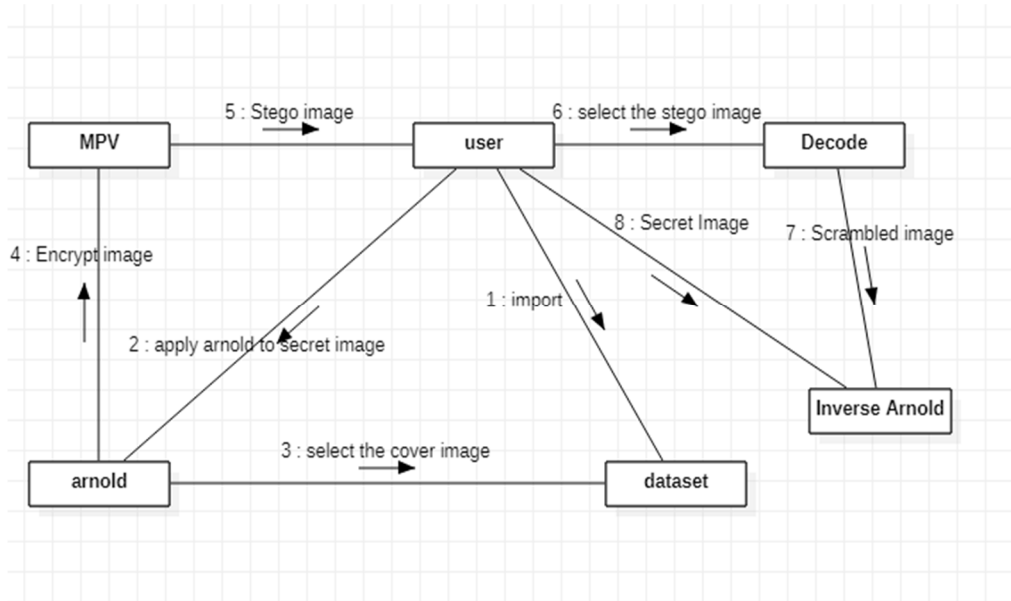 5 : Stego image
6 : select the stego image
MPV
user
Decode
8 : Secret Image
7 : Scrambled image
4 : Encrypt image
1 : import
2 : apply arnold to secret image
Inverse Arnold
3 : select the cover image
arnold
dataset